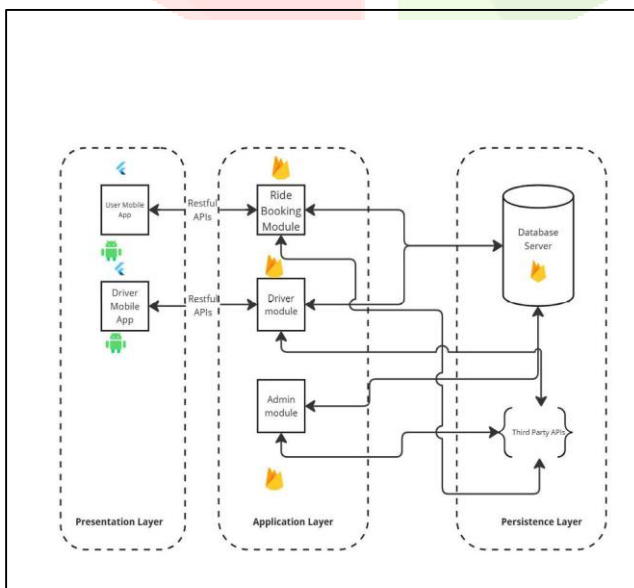 User Mobile
App
Restful
APIs
Ride
Booking
Module
Database
Server
Driver
Mobile
App
Restful
APIs
Driver
module
Admin
module
Third Party APIs
Presentation Layer
Application Layer
Persistence Layer